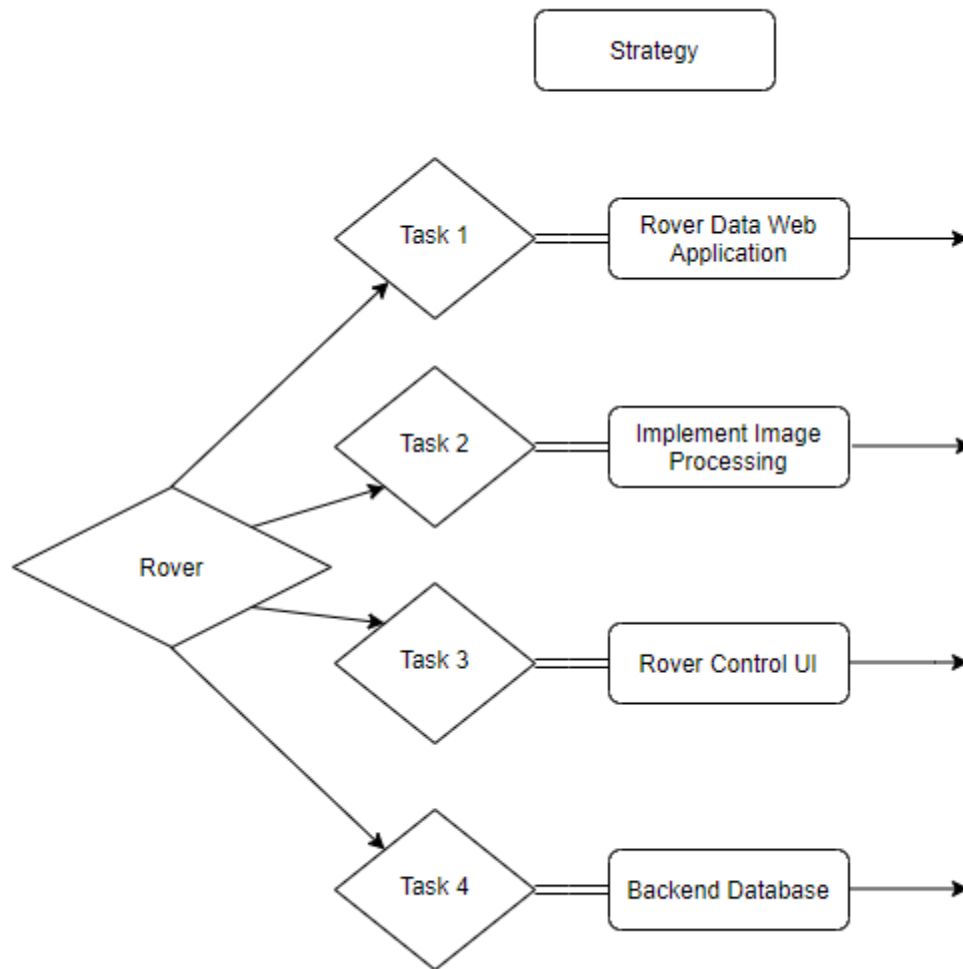 Strategy
Task 1
Rover Data Web
Application
Task 2
Implement Image
Processing
Rover
Task 3
Rover Control UI
Task 4
Backend Database